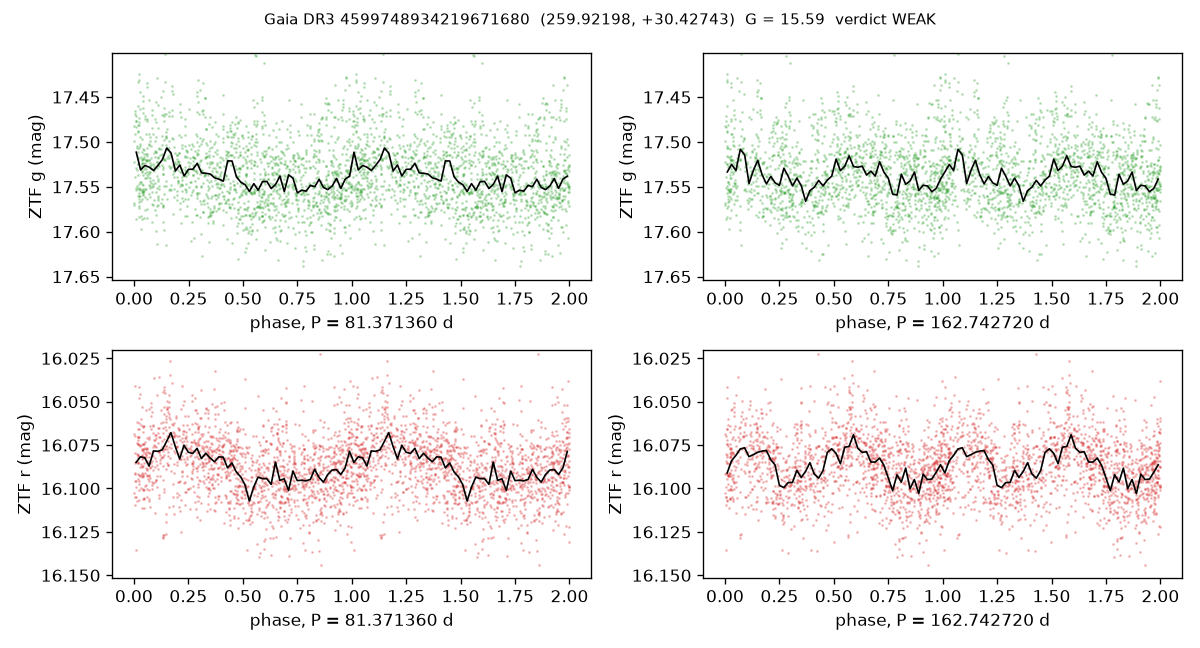 Gaia DR3 4599748934219671680  (259.92198, +30.42743)  G = 15.59  verdict WEAK
ZTF g (mag)
17.45
17.50
17.55
17.60
17.65
0.00 0.25 0.50 0.75 1.00 1.25 1.50 1.75 2.00
phase, P = 81.371360 d
ZTF g (mag)
17.45
17.50
17.55
17.60
17.65
0.00 0.25 0.50 0.75 1.00 1.25 1.50 1.75 2.00
phase, P = 162.742720 d
ZTF r (mag)
16.025
16.050
16.075
16.100
16.125
16.150
0.00 0.25 0.50 0.75 1.00 1.25 1.50 1.75 2.00
phase, P = 81.371360 d
ZTF r (mag)
16.025
16.050
16.075
16.100
16.125
16.150
0.00 0.25 0.50 0.75 1.00 1.25 1.50 1.75 2.00
phase, P = 162.742720 d